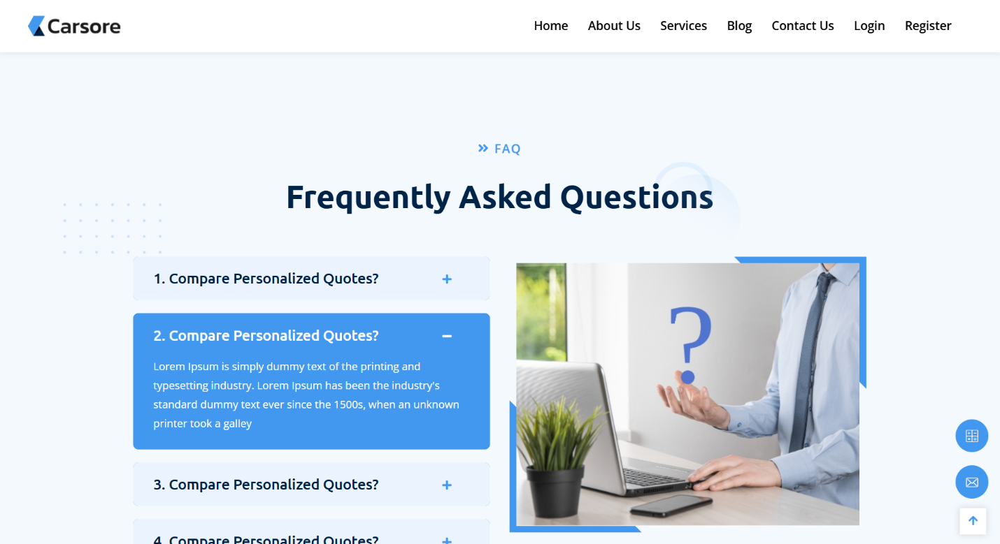 Carsore
Home About Us Services Blog Contact Us Login Register
FAQ
Frequently Asked Questions
1. Compare Personalized Quotes?
2. Compare Personalized Quotes?
Lorem Ipsum is simply dummy text of the printing and
typesetting industry. Lorem Ipsum has been the industry's
standard dummy text ever since the 1500s, when an unknown
printer took a galley
3. Compare Personalized Quotes?
4. Compare Personalized Quotes?
?